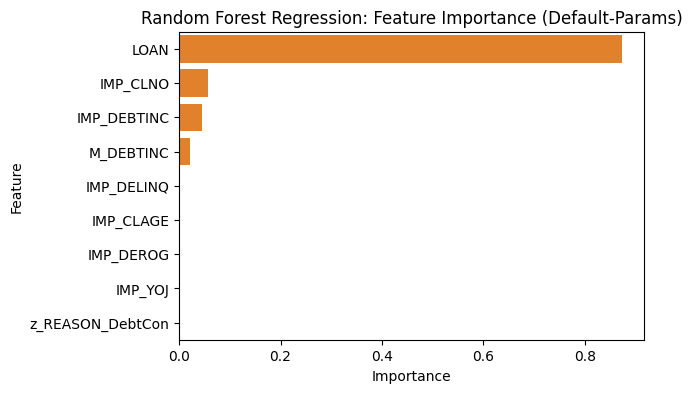 Random Forest Regression: Feature Importance (Default-Params)
LOAN
IMP_CLNO
IMP_DEBTINC
M_DEBTINC
IMP_DELINQ
IMP_CLAGE
IMP_DEROG
IMP_YOJ
z_REASON_DebtCon
Feature
0.0 0.2 0.4 0.6 0.8
Importance